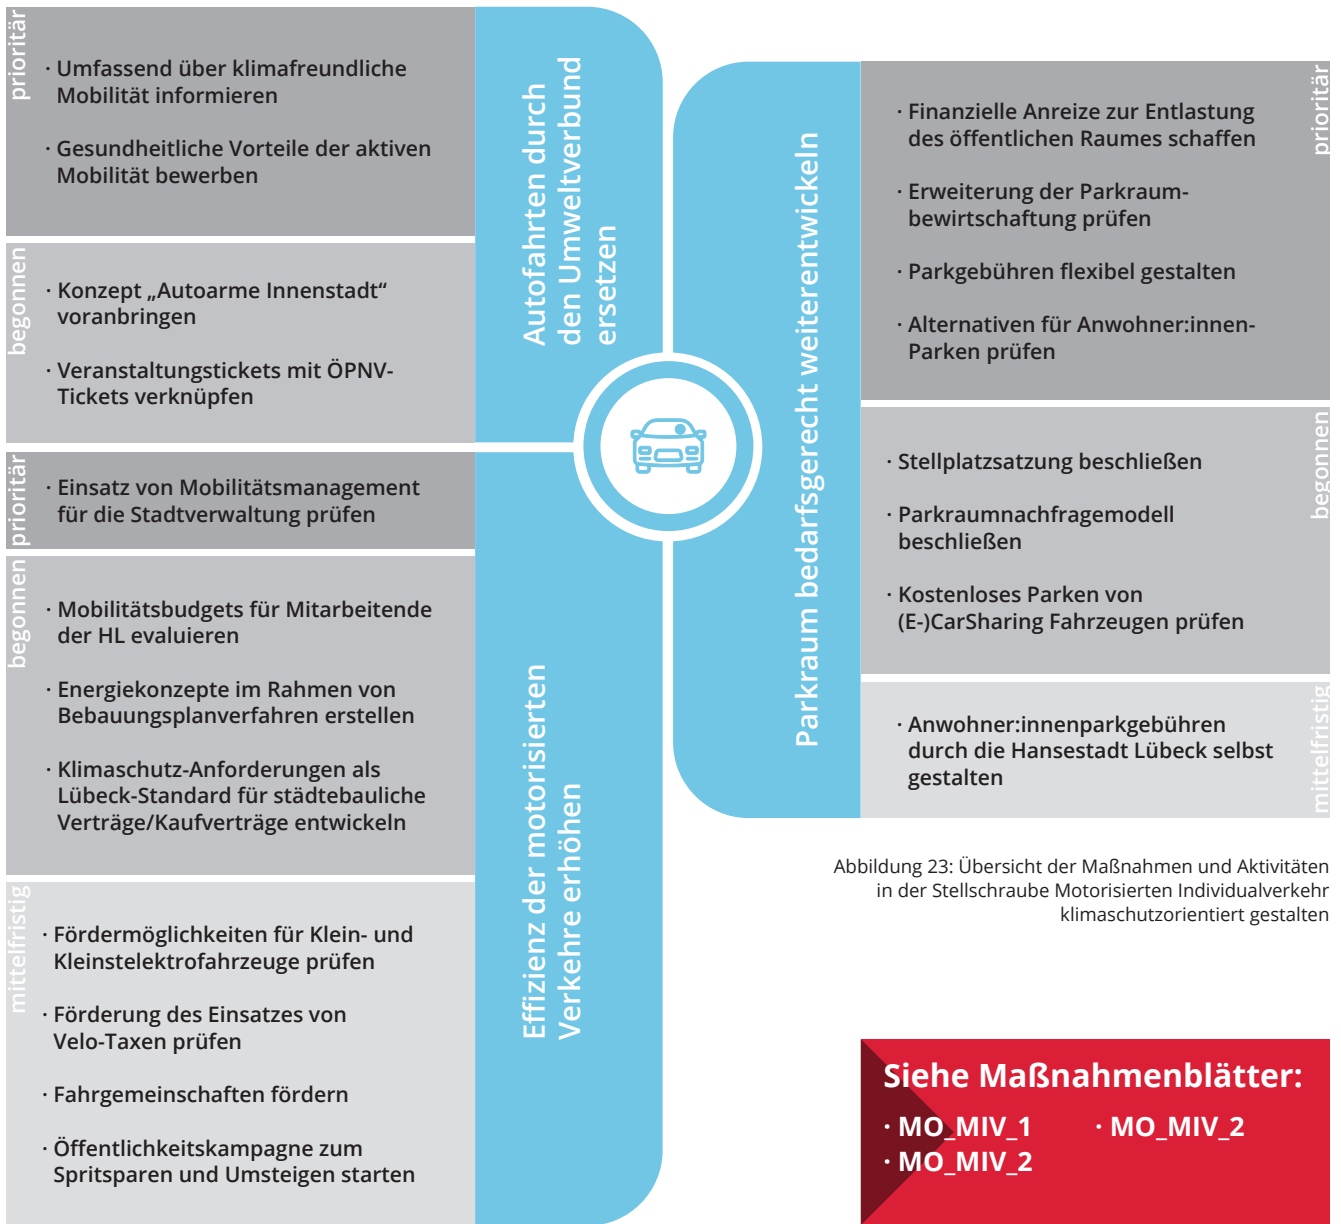 prioritär
· Umfassend über klimafreundliche
Mobilität informieren
· Gesundheitliche Vorteile der aktiven
Mobilität bewerben
begonnen
· Konzept „Autoarme Innenstadt“
voranbringen
· Veranstaltungstickets mit ÖPNV-
Tickets verknüpfen
Autofahrten durch
den Umweltverbund
ersetzen
prioritär
· Einsatz von Mobilitätsmanagement
für die Stadtverwaltung prüfen
begonnen
· Mobilitätsbudgets für Mitarbeitende
der HL evaluieren
· Energiekonzepte im Rahmen von
Bebauungsplanverfahren erstellen
· Klimaschutz-Anforderungen als
Lübeck-Standard für städtebauliche
Verträge/Kaufverträge entwickeln
mittelfristig
· Fördermöglichkeiten für Klein- und
Kleinstelektrofahrzeuge prüfen
· Förderung des Einsatzes von
Velo-Taxen prüfen
· Fahrgemeinschaften fördern
· Öffentlichkeitskampagne zum
Spritsparen und Umsteigen starten
Effizienz der motorisierten
Verkehre erhöhen
Parkraum bedarfsgerecht weiterentwickeln
prioritär
· Finanzielle Anreize zur Entlastung
des öffentlichen Raumes schaffen
· Erweiterung der Parkraum-
bewirtschaftung prüfen
· Parkgebühren flexibel gestalten
· Alternativen für Anwohner:innen-
Parken prüfen
begonnen
· Stellplatzsatzung beschließen
· Parkraumnachfragemodell
beschließen
· Kostenloses Parken von
(E-)CarSharing Fahrzeugen prüfen
mittelfristig
· Anwohner:innenparkgebühren
durch die Hansestadt Lübeck selbst
gestalten
Abbildung 23: Übersicht der Maßnahmen und Aktivitäten
in der Stellschraube Motorisierten Individualverkehr
klimaschutzorientiert gestalten
Siehe Maßnahmenblätter:
· MO_MIV_1 · MO_MIV_2
· MO_MIV_2